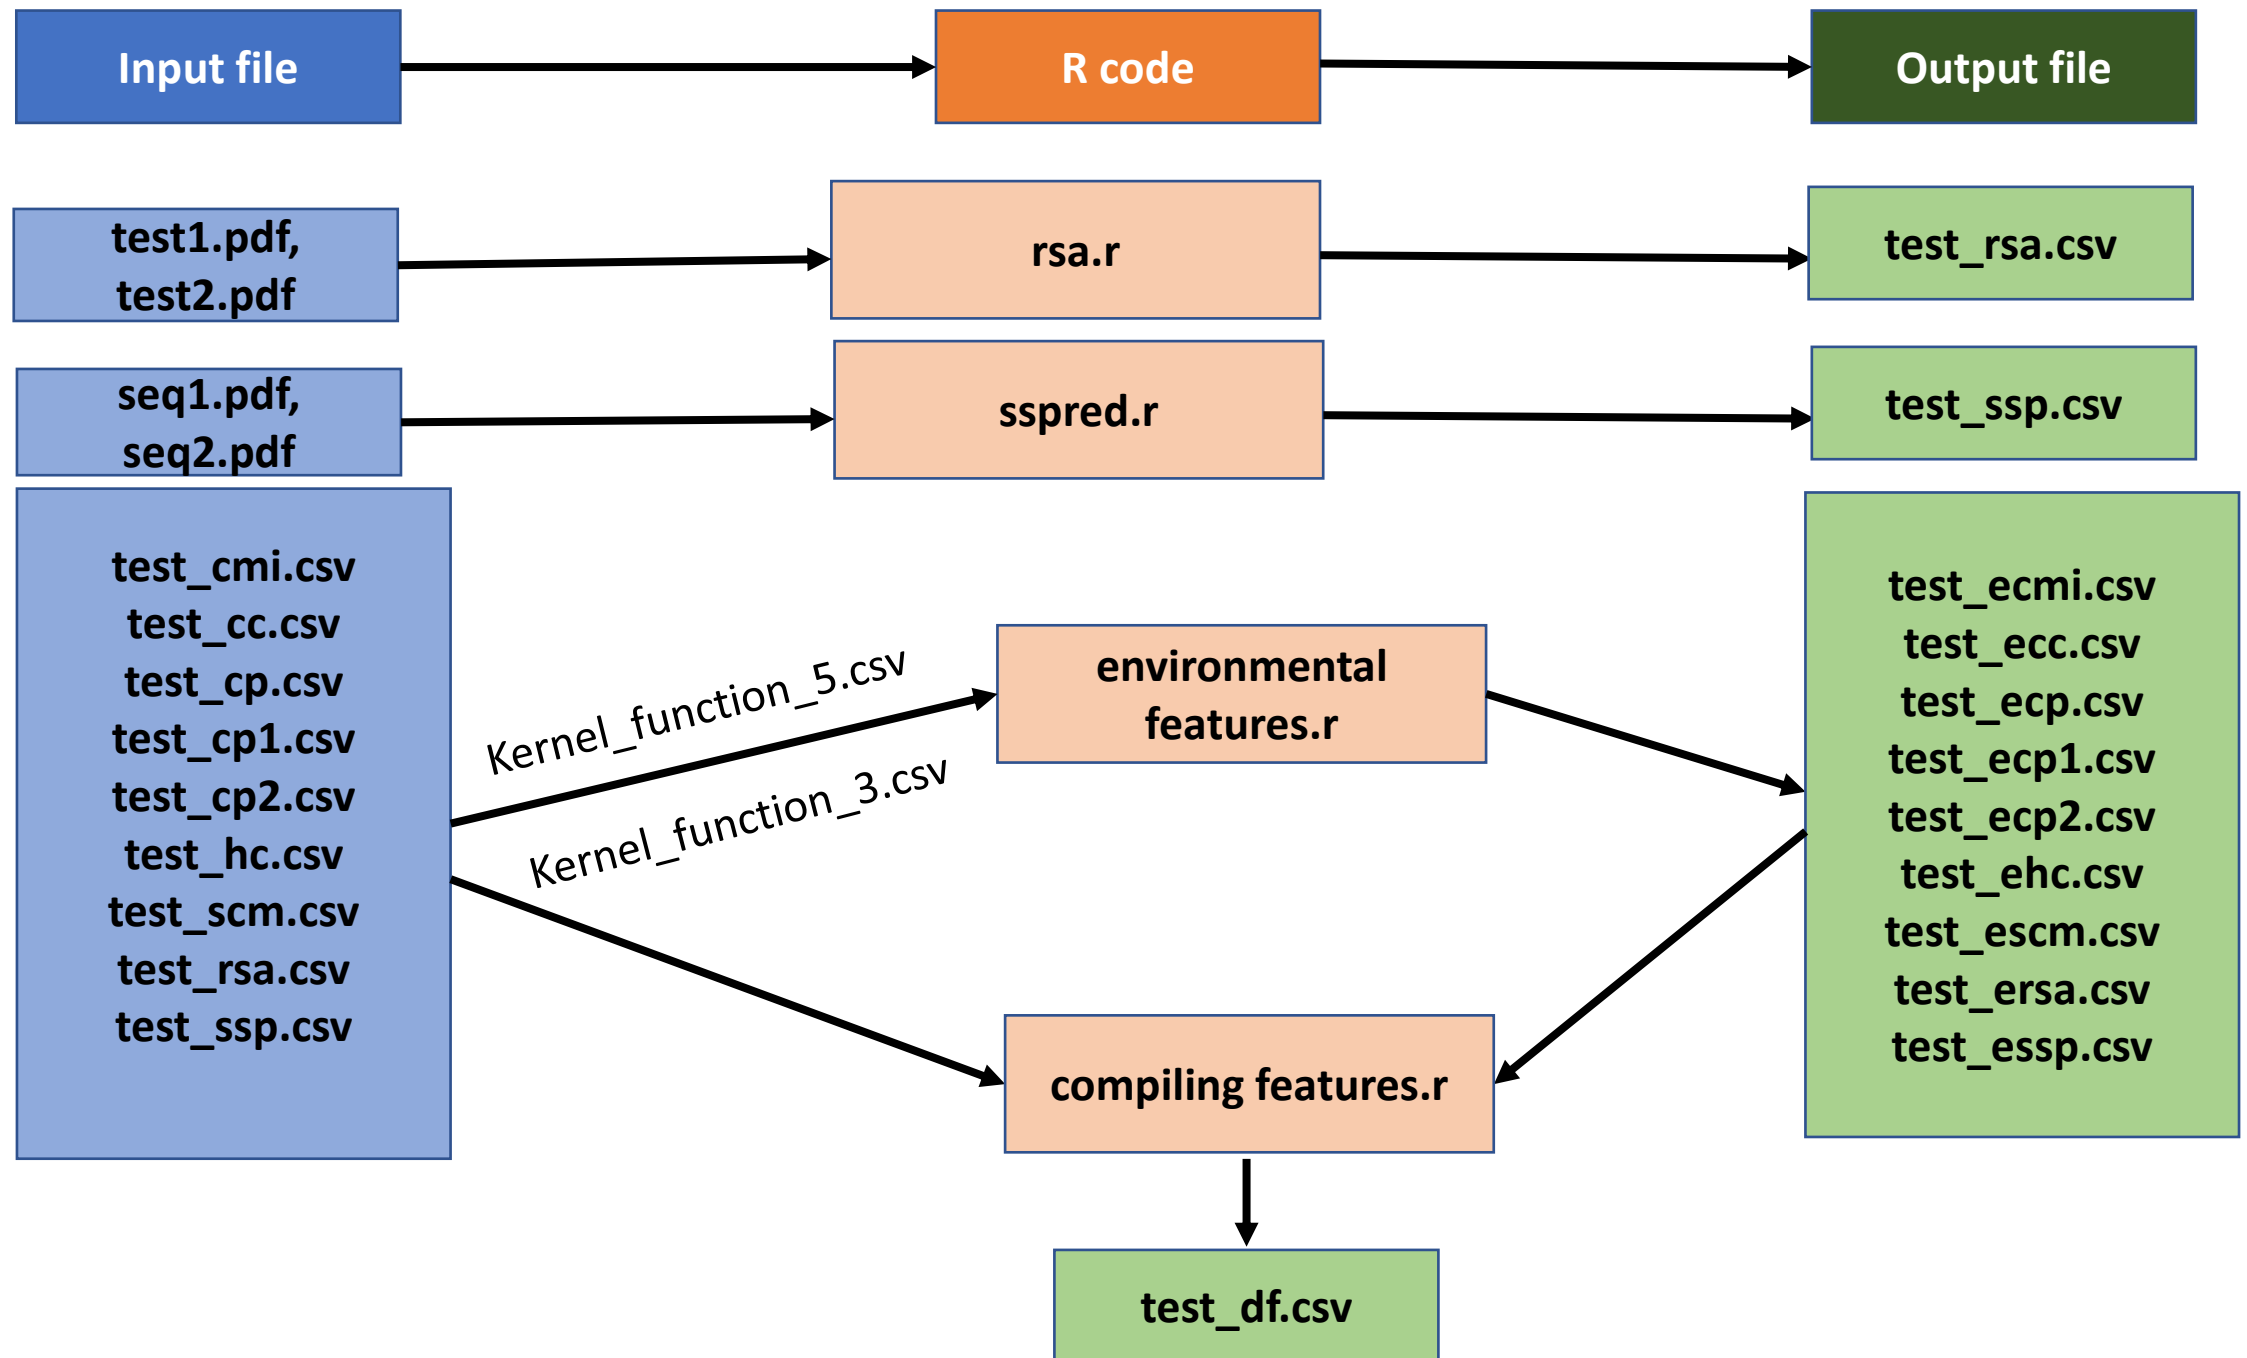 Input file
R code
Output file
test1.pdf,
test2.pdf
rsa.r
test_rsa.csv
seq1.pdf,
seq2.pdf
sspred.r
test_ssp.csv
test_cmi.csv
test_cc.csv
test_cp.csv
test_cp1.csv
test_cp2.csv
test_hc.csv
test_scm.csv
test_rsa.csv
test_ssp.csv
Kernel_function_5.csv
Kernel_function_3.csv
environmental
features.r
test_ecmi.csv
test_ecc.csv
test_ecp.csv
test_ecp1.csv
test_ecp2.csv
test_ehc.csv
test_escm.csv
test_ersa.csv
test_essp.csv
compiling features.r
test_df.csv